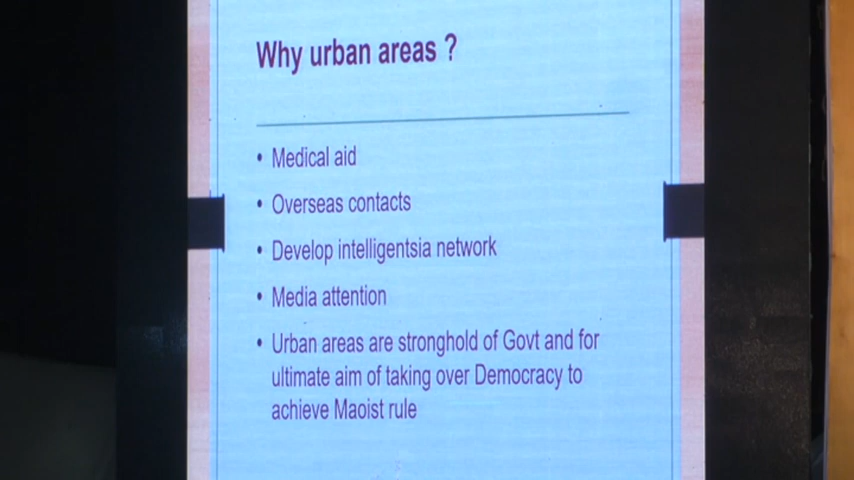 Why urban areas ?
• Medical aid
• Overseas contacts
• Develop intelligentsia network
• Media attention
• Urban areas are stronghold of Govt and for
ultimate aim of taking over Democracy to
achieve Maoist rule